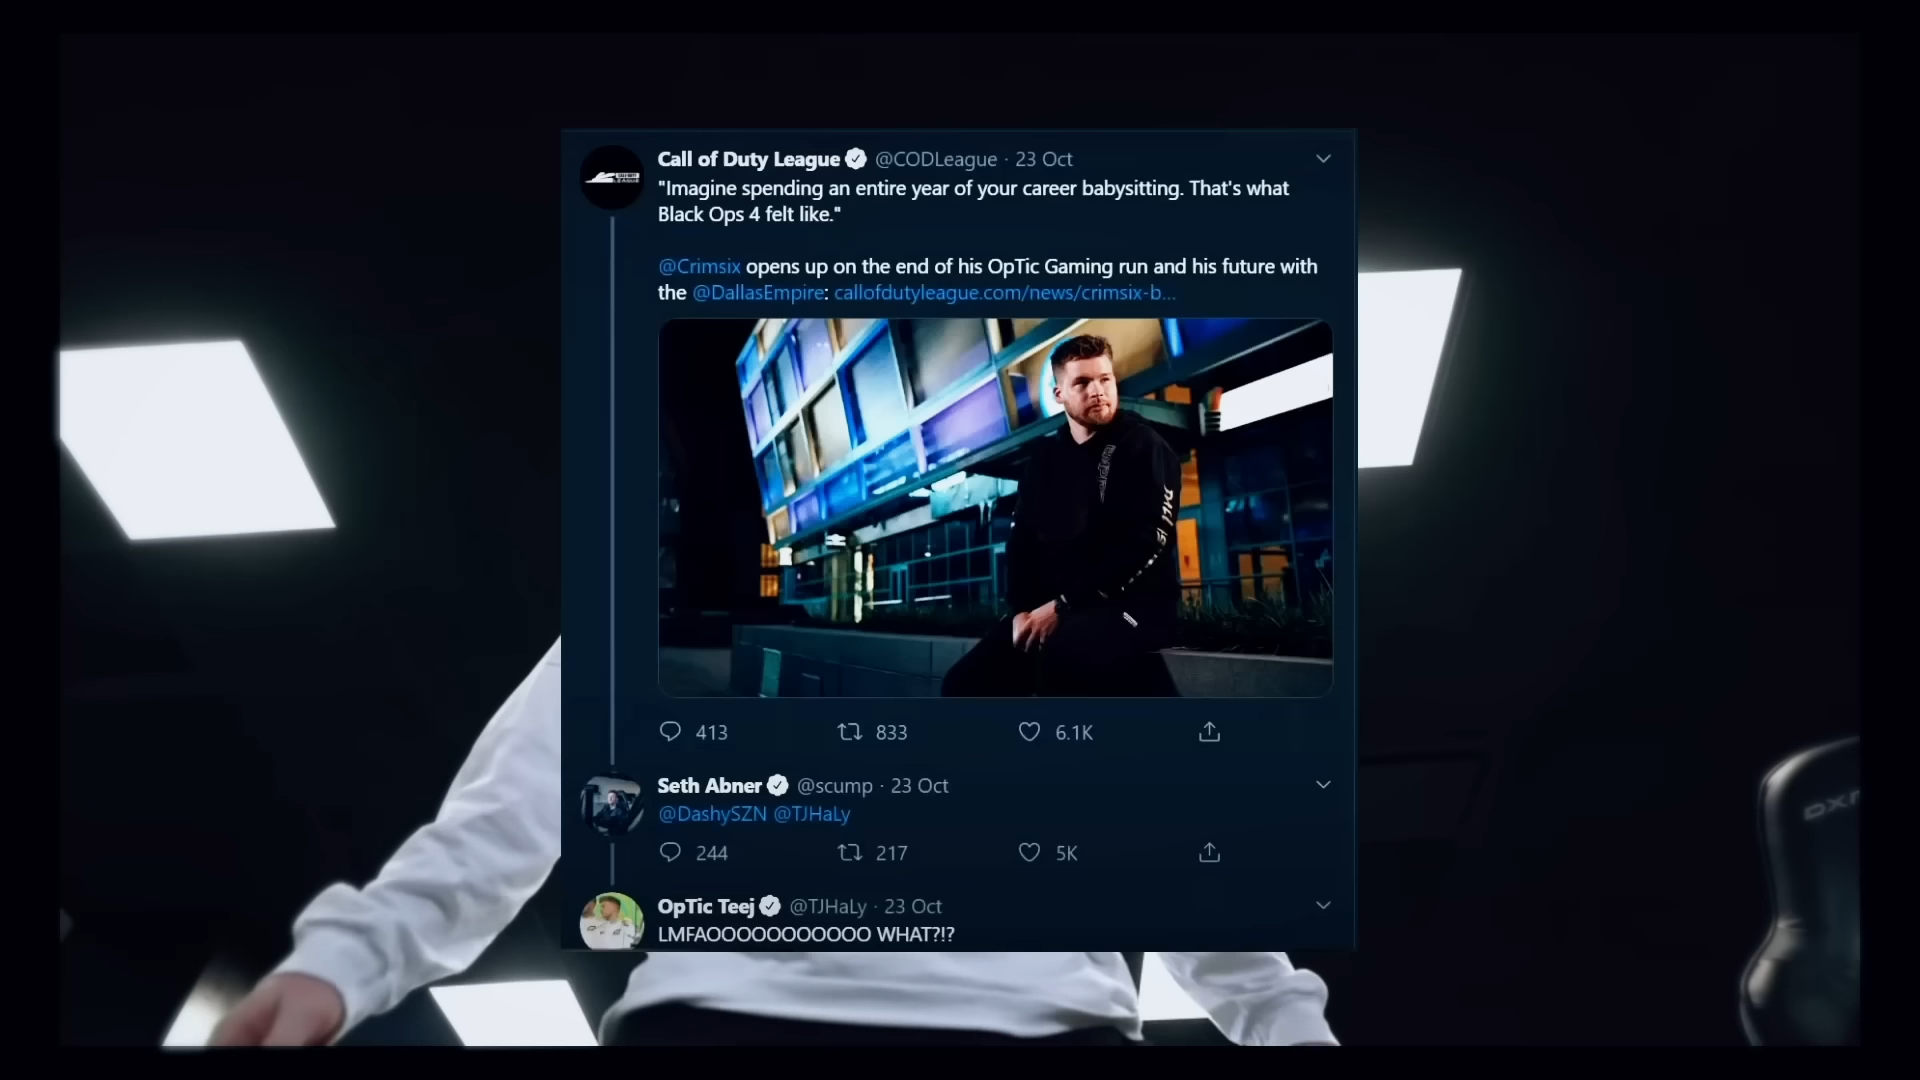 Call of Duty League @CODLeague · 23 Oct
"Imagine spending an entire year of your career babysitting. That's what
Black Ops 4 felt like."
@Crimsix opens up on the end of his OpTic Gaming run and his future with
the @DallasEmpire: callofdutyleague.com/news/crimsix-b...
413 833 6.1K
Seth Abner @scump · 23 Oct
@DashySZN @TJHaLy
244 217 5K
OpTic Teej @TJHaLy · 23 Oct
LMFAOOOOOOOOOOO WHAT?!?